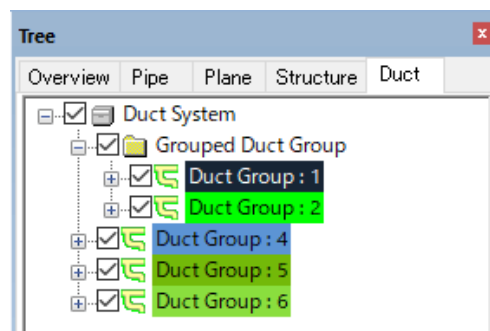 Tree
Overview Pipe Plane Structure Duct
Duct System
Grouped Duct Group
Duct Group : 1
Duct Group : 2
Duct Group : 4
Duct Group : 5
Duct Group : 6